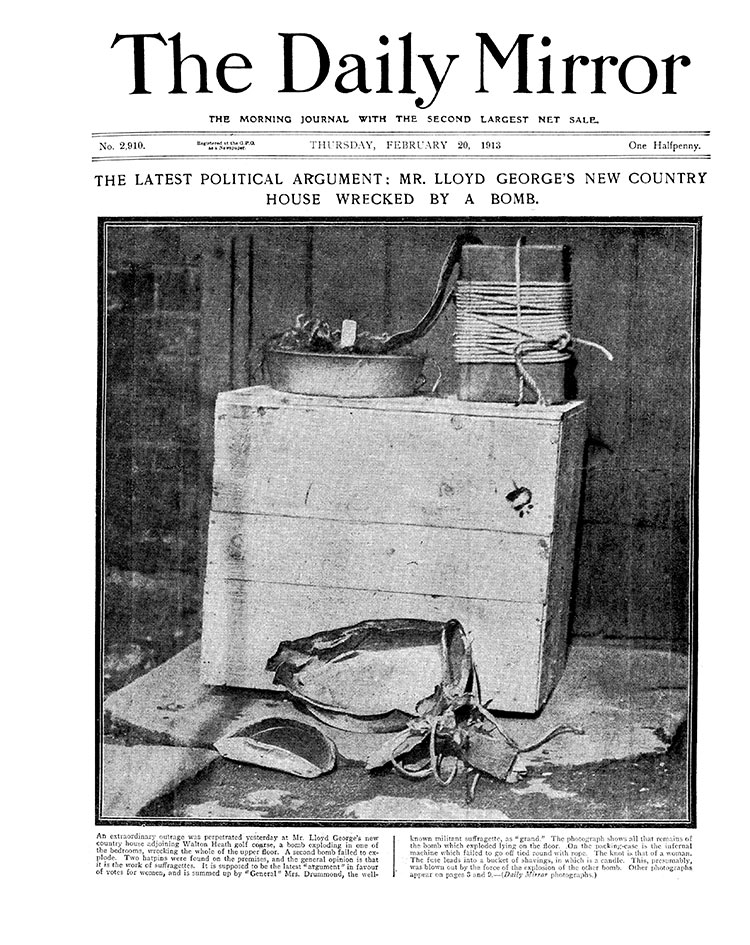 The Daily Mirror
THE MORNING JOURNAL WITH THE SECOND LARGEST NET SALE.
No. 2,910.
Registered at the G.P.O.
as a Newspaper.
THURSDAY, FEBRUARY 20, 1913
One Halfpenny.
THE LATEST POLITICAL ARGUMENT: MR. LLOYD GEORGE'S NEW COUNTRY
HOUSE WRECKED BY A BOMB.
An extraordinary outrage was perpetrated yesterday at Mr. Lloyd George's new
country house adjoining Walton Heath golf course, a bomb exploding in one of
the bedrooms, wrecking the whole of the upper floor. A second bomb failed to ex-
plode. Two hatpins were found on the premises, and the general opinion is that
it is the work of suffragettes. It is supposed to be the latest "argument" in favour
of votes for women, and is summed up by "General" Mrs. Drummond, the well-
known militant suffragette, as "grand." The photograph shows all that remains of
the bomb which exploded lying on the floor. On the packing-case is the infernal
machine which failed to go off tied round with rope. The knot is that of a woman.
The fuse leads into a bucket of shavings, in which is a candle. This, presumably,
was blown out by the force of the explosion of the other bomb. Other photographs
appear on pages 8 and 9.—(Daily Mirror photographs.)